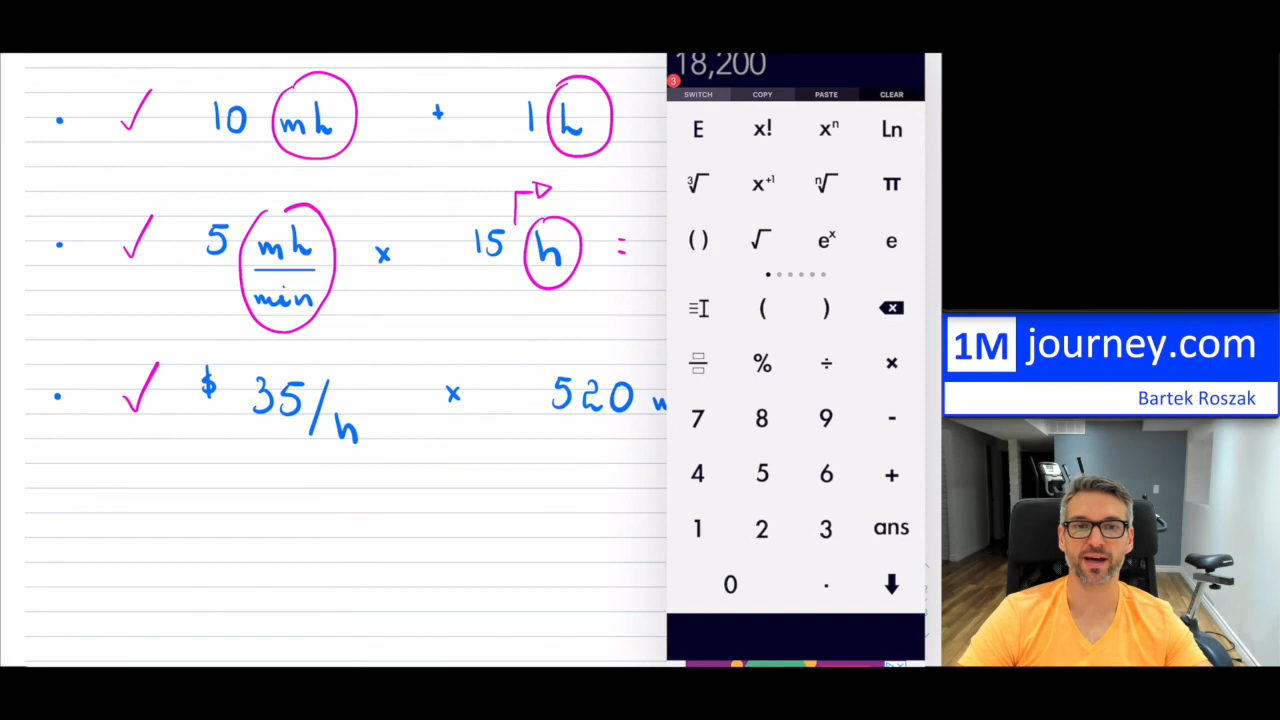 18,200
3
SWITCH COPY PASTE CLEAR
• ✓ 10 mh + 1 h
E x! xⁿ Ln
∛ x⁺¹ ⁿ√ π
• ✓ 5 mh/min × 15 h =
( ) √ eˣ e
( )
% ÷ ×
1M journey.com
Bartek Roszak
• ✓ $ 35/h × 520
7 8 9 -
4 5 6 +
1 2 3 ans
0 .